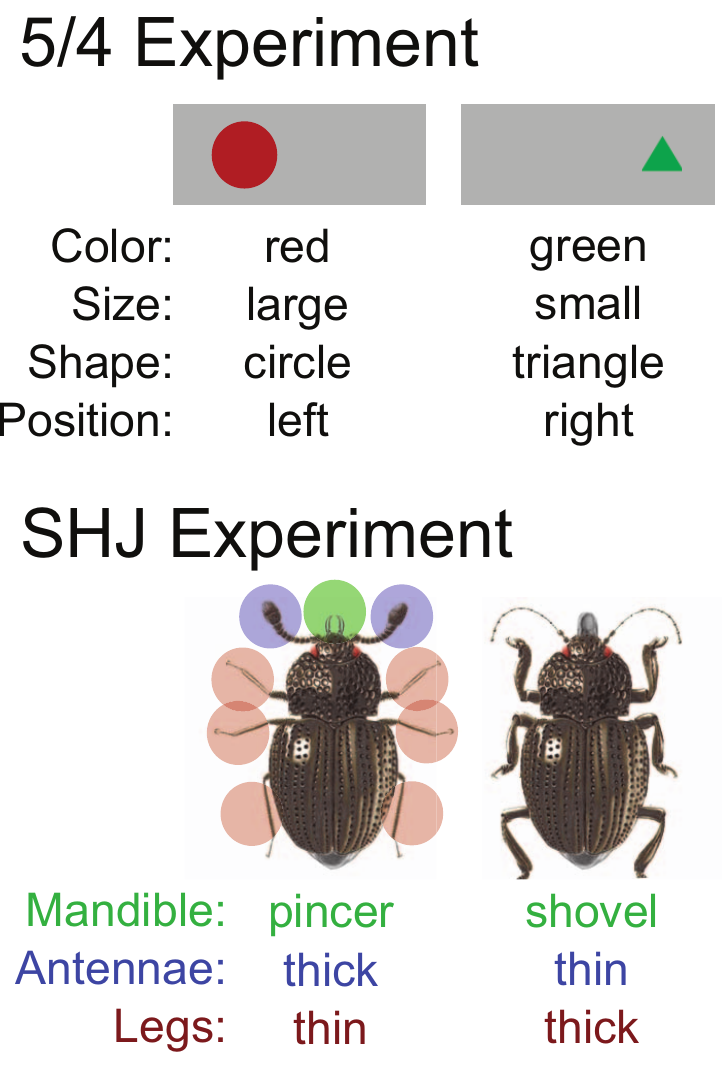 5/4 Experiment
Color: red green
Size: large small
Shape: circle triangle
Position: left right
SHJ Experiment
Mandible: pincer shovel
Antennae: thick thin
Legs: thin thick